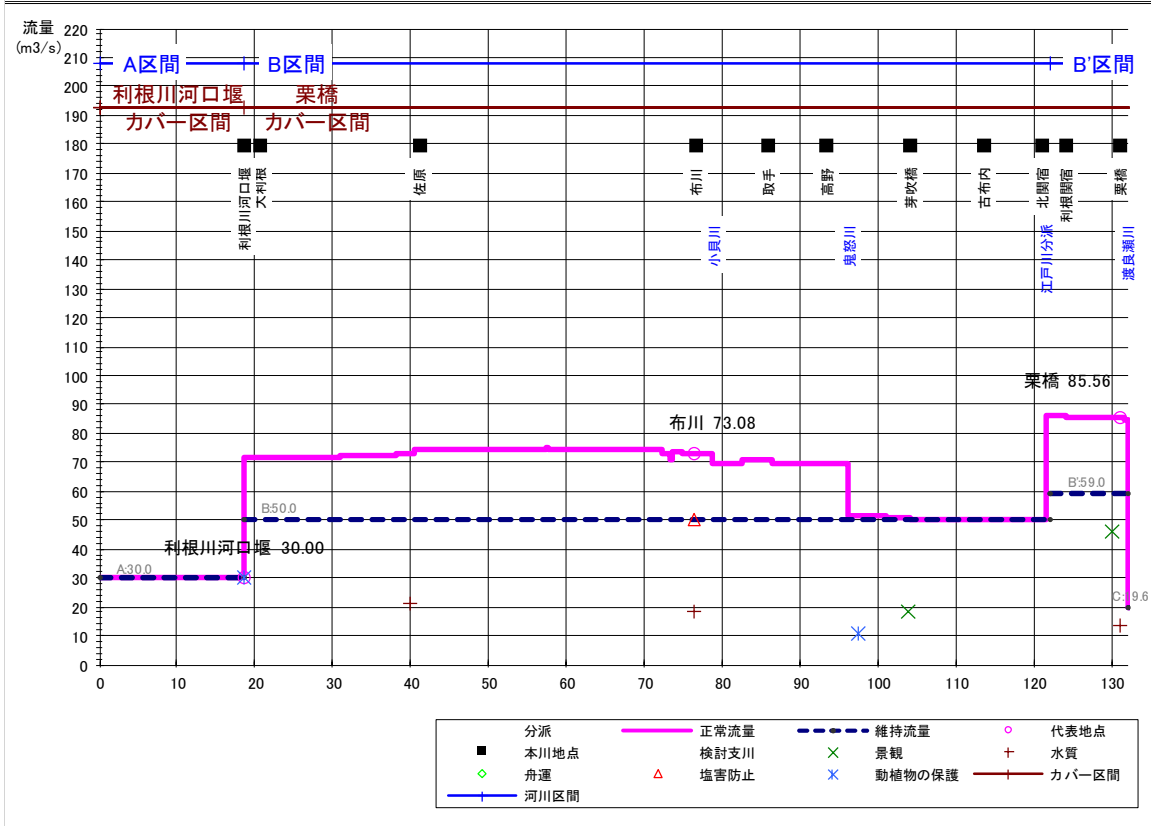 流量
(m3/s)
220
210
200
190
180
170
160
150
140
130
120
110
100
90
80
70
60
50
40
30
20
10
0
A区間
B区間
B'区間
利根川河口堰
カバー区間
栗橋
カバー区間
利根川河口堰
大利根
佐原
布川
取手
高野
芽吹橋
古布内
北関宿
利根関宿
栗橋
小貝川
鬼怒川
江戸川分派
渡良瀬川
栗橋 85.56
布川 73.08
利根川河口堰 30.00
A:30.0
B:50.0
B':59.0
0 10 20 30 40 50 60 70 80 90 100 110 120 130
分派 正常流量 維持流量 代表地点
本川地点 検討支川 景観 水質
舟運 塩害防止 動植物の保護 カバー区間
河川区間